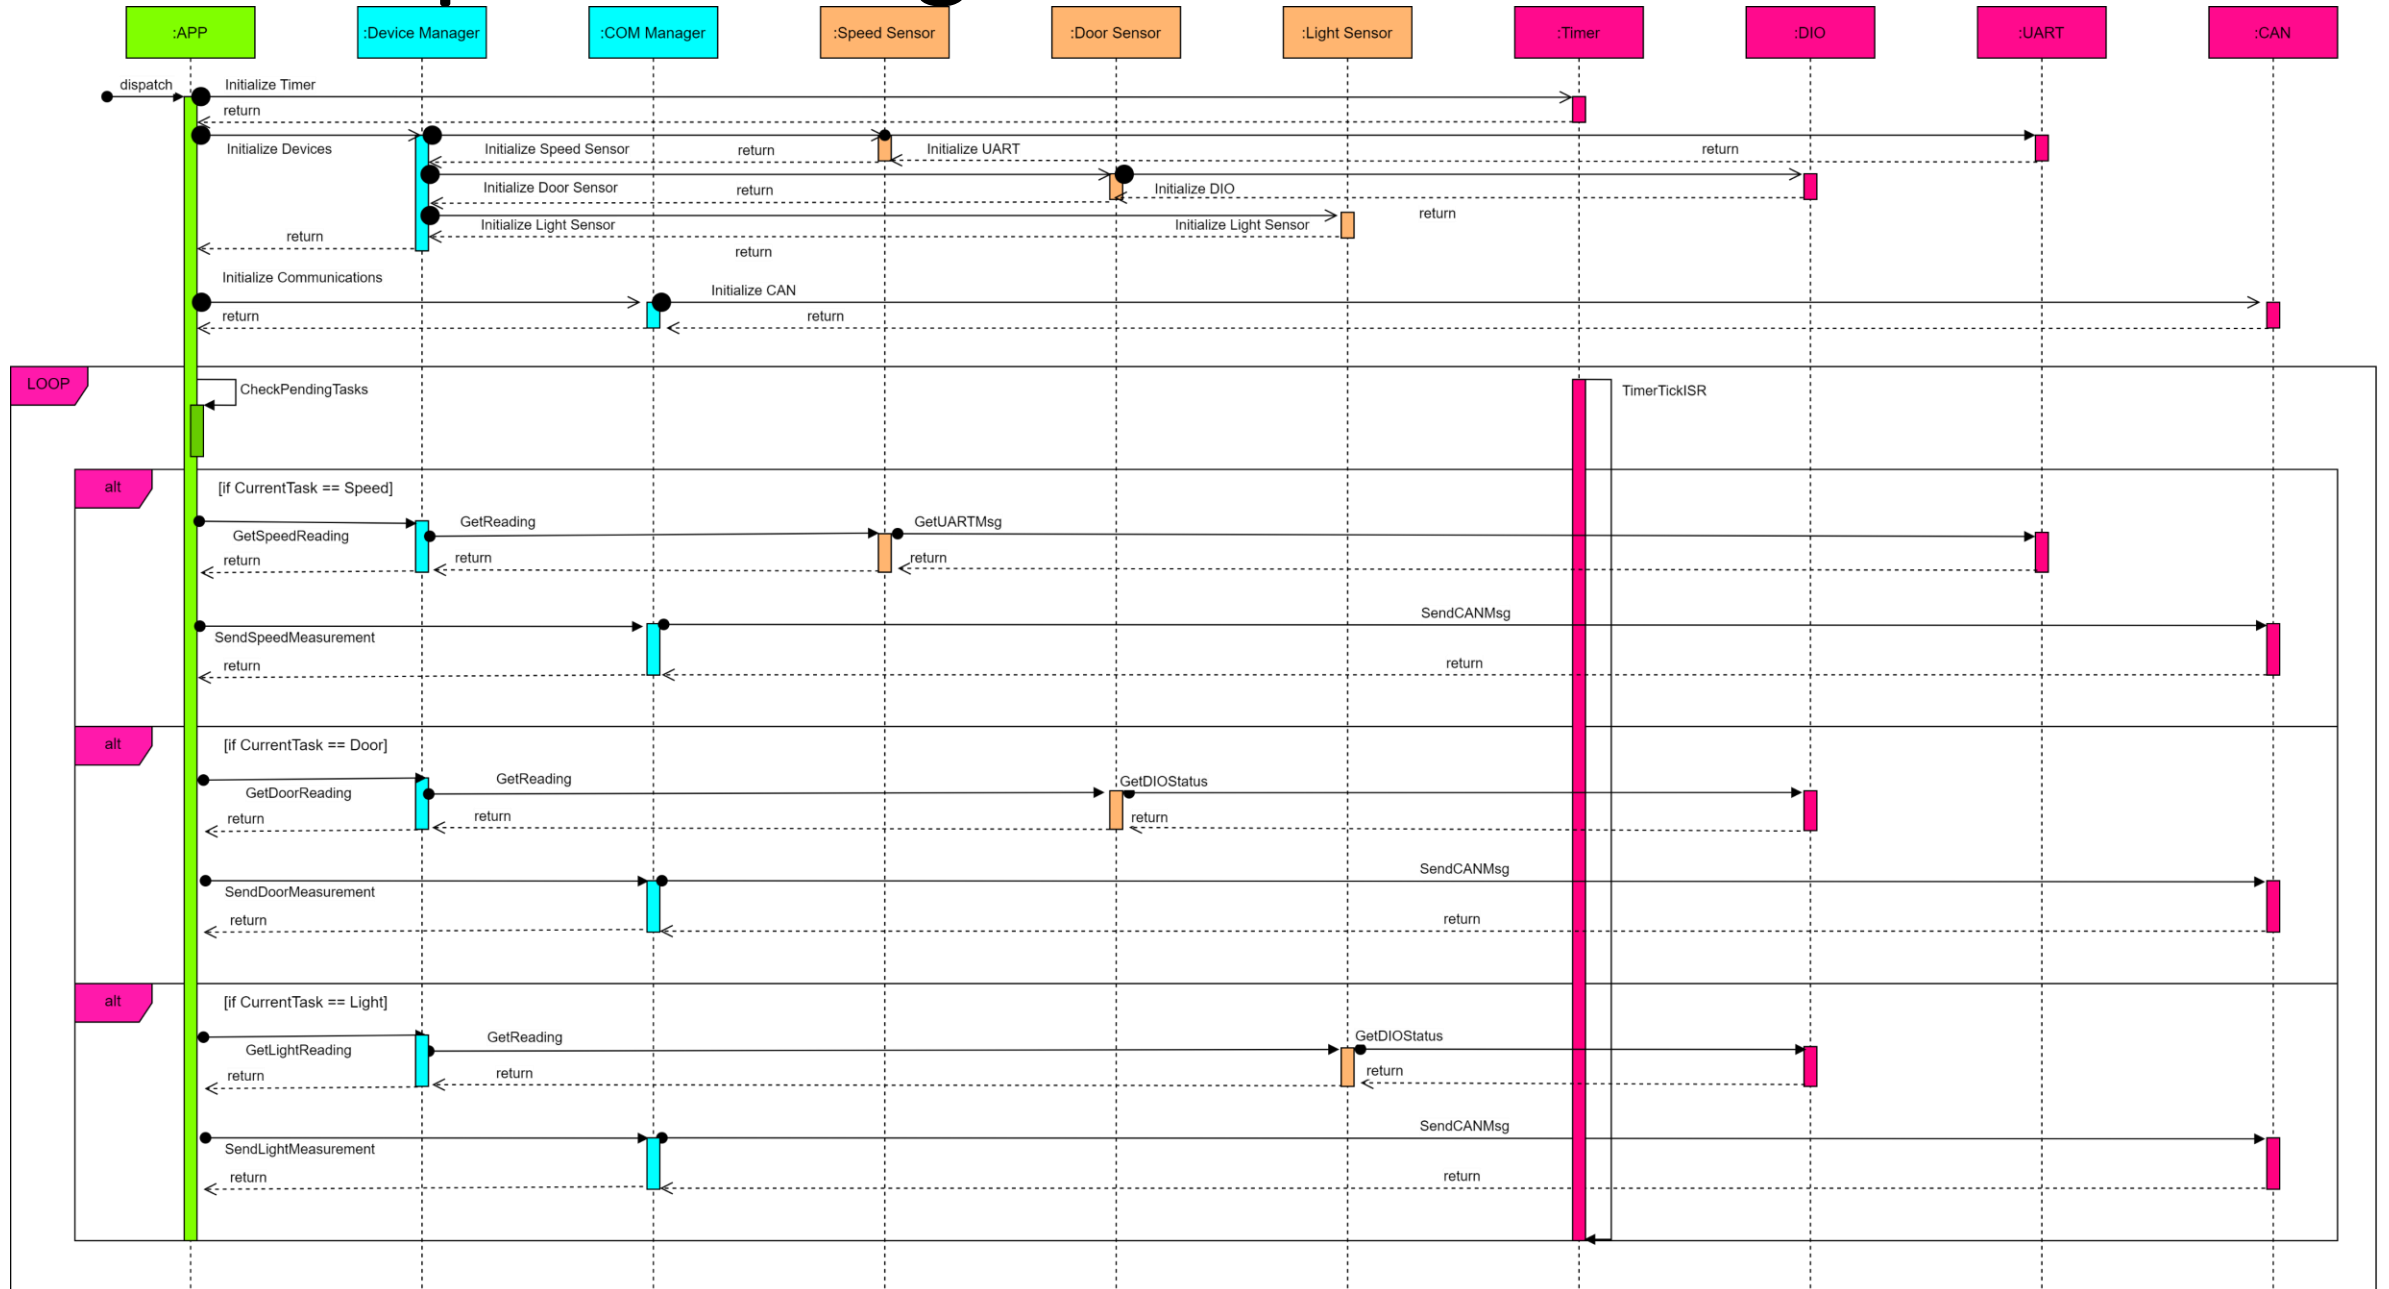 :APP
:Device Manager
:COM Manager
:Speed Sensor
:Door Sensor
:Light Sensor
:Timer
:DIO
:UART
:CAN
dispatch
Initialize Timer
return
Initialize Devices
Initialize Speed Sensor
return
Initialize UART
return
Initialize Door Sensor
return
Initialize DIO
return
Initialize Light Sensor
Initialize Light Sensor
return
return
Initialize Communications
Initialize CAN
return
return
LOOP
CheckPendingTasks
TimerTickISR
alt
[if CurrentTask == Speed]
GetReading
GetUARTMsg
GetSpeedReading
return
return
return
SendCANMsg
SendSpeedMeasurement
return
return
alt
[if CurrentTask == Door]
GetReading
GetDIOStatus
GetDoorReading
return
return
return
SendCANMsg
SendDoorMeasurement
return
return
alt
[if CurrentTask == Light]
GetReading
GetDIOStatus
GetLightReading
return
return
return
SendCANMsg
SendLightMeasurement
return
return